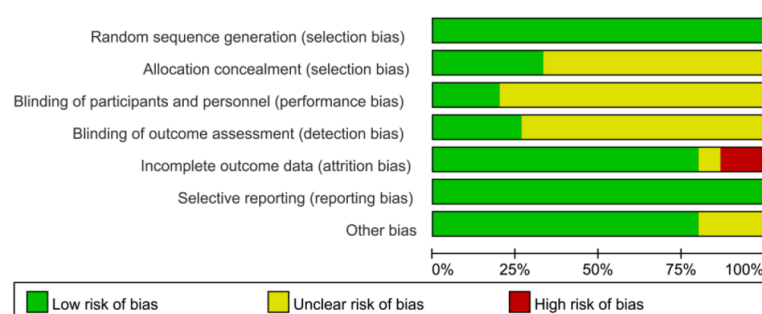 Random sequence generation (selection bias)
Allocation concealment (selection bias)
Blinding of participants and personnel (performance bias)
Blinding of outcome assessment (detection bias)
Incomplete outcome data (attrition bias)
Selective reporting (reporting bias)
Other bias
0% 25% 50% 75% 100%
Low risk of bias Unclear risk of bias High risk of bias